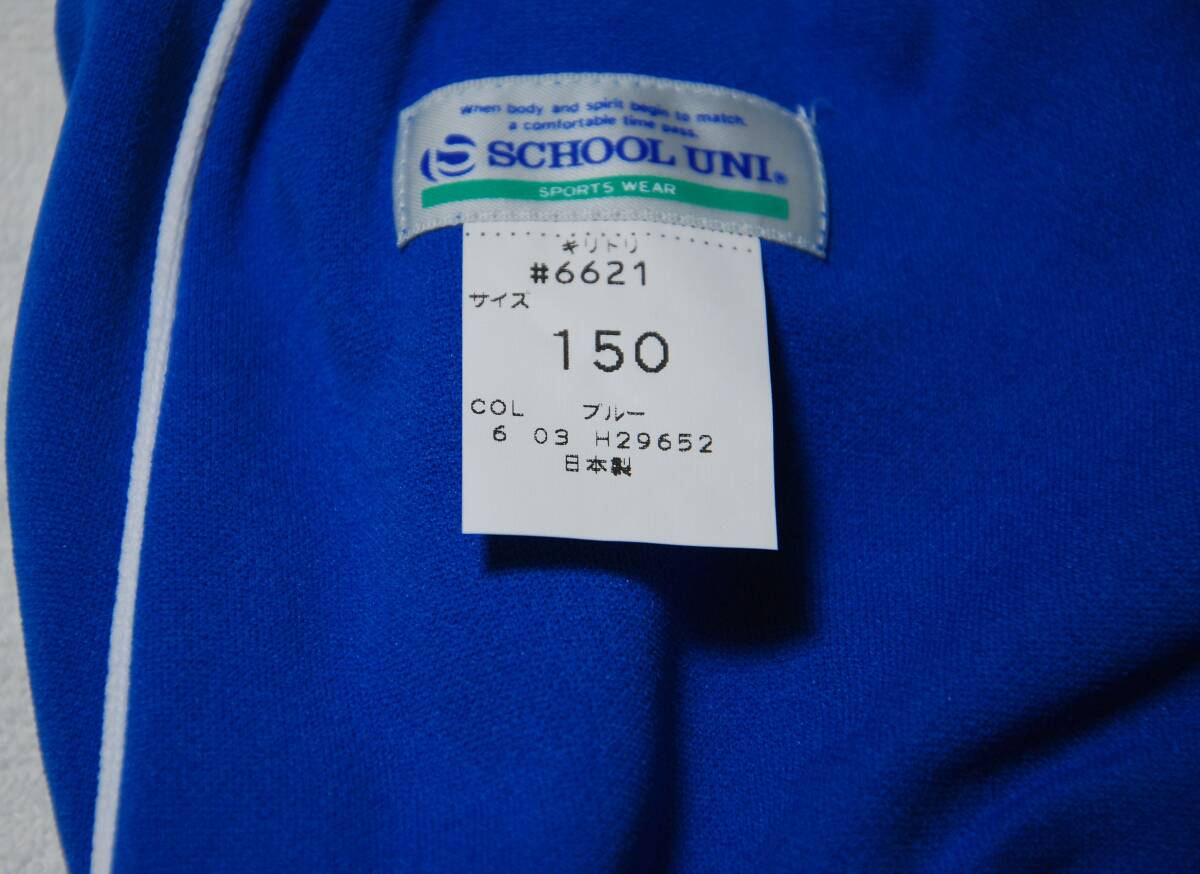 When body and spirit begin to match,
a comfortable time pass.
S SCHOOL UNI®
SPORTS WEAR
キリトリ
#6621
サイズ
150
COL ブルー
6 03 H29652
日本製